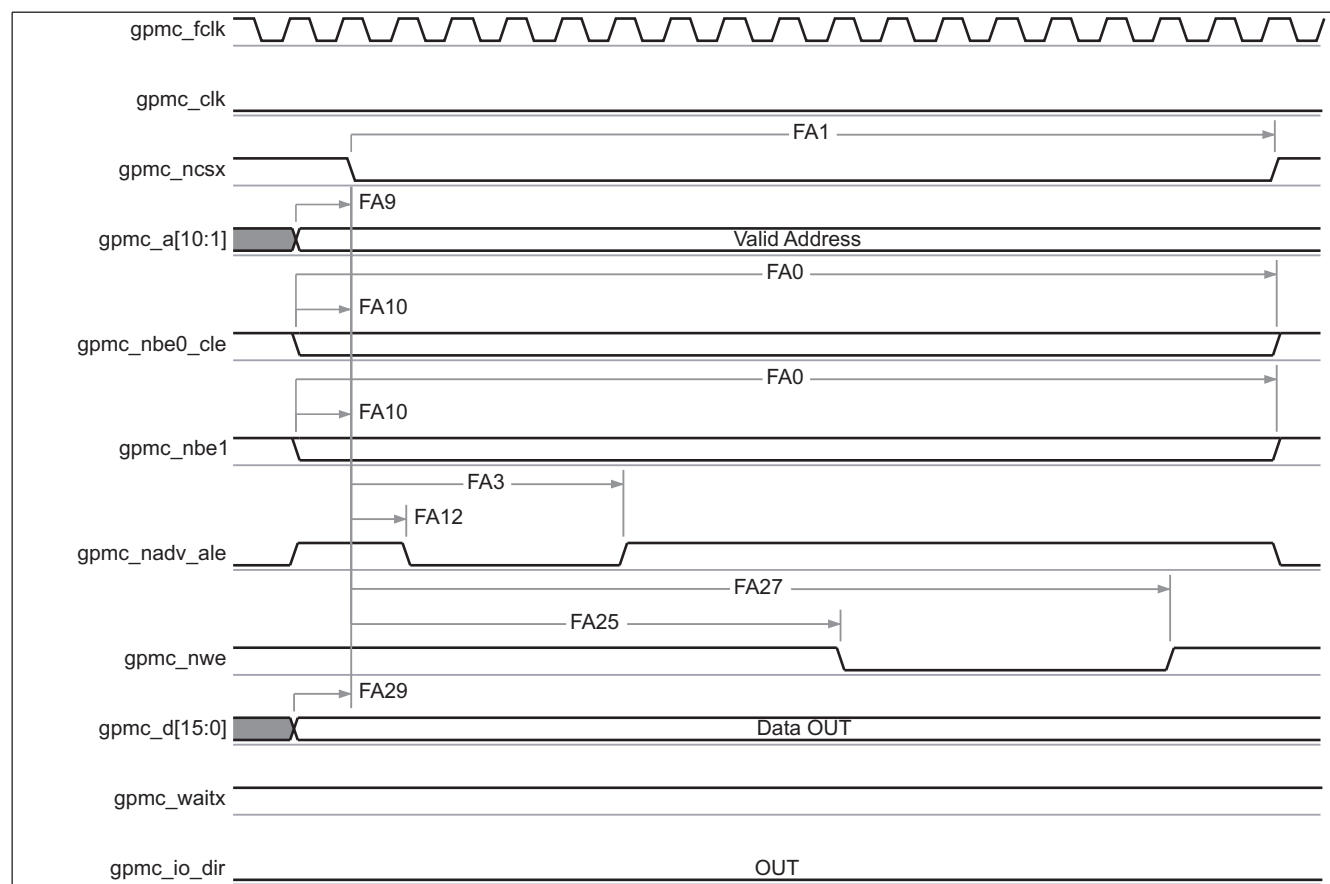 gpmc_fclk
gpmc_clk
FA1
gpmc_ncsx
FA9
gpmc_a[10:1] Valid Address
FA0
FA10
gpmc_nbe0_cle
FA0
FA10
gpmc_nbe1
FA3
FA12
gpmc_nadv_ale
FA27
FA25
gpmc_nwe
FA29
gpmc_d[15:0] Data OUT
gpmc_waitx
gpmc_io_dir OUT